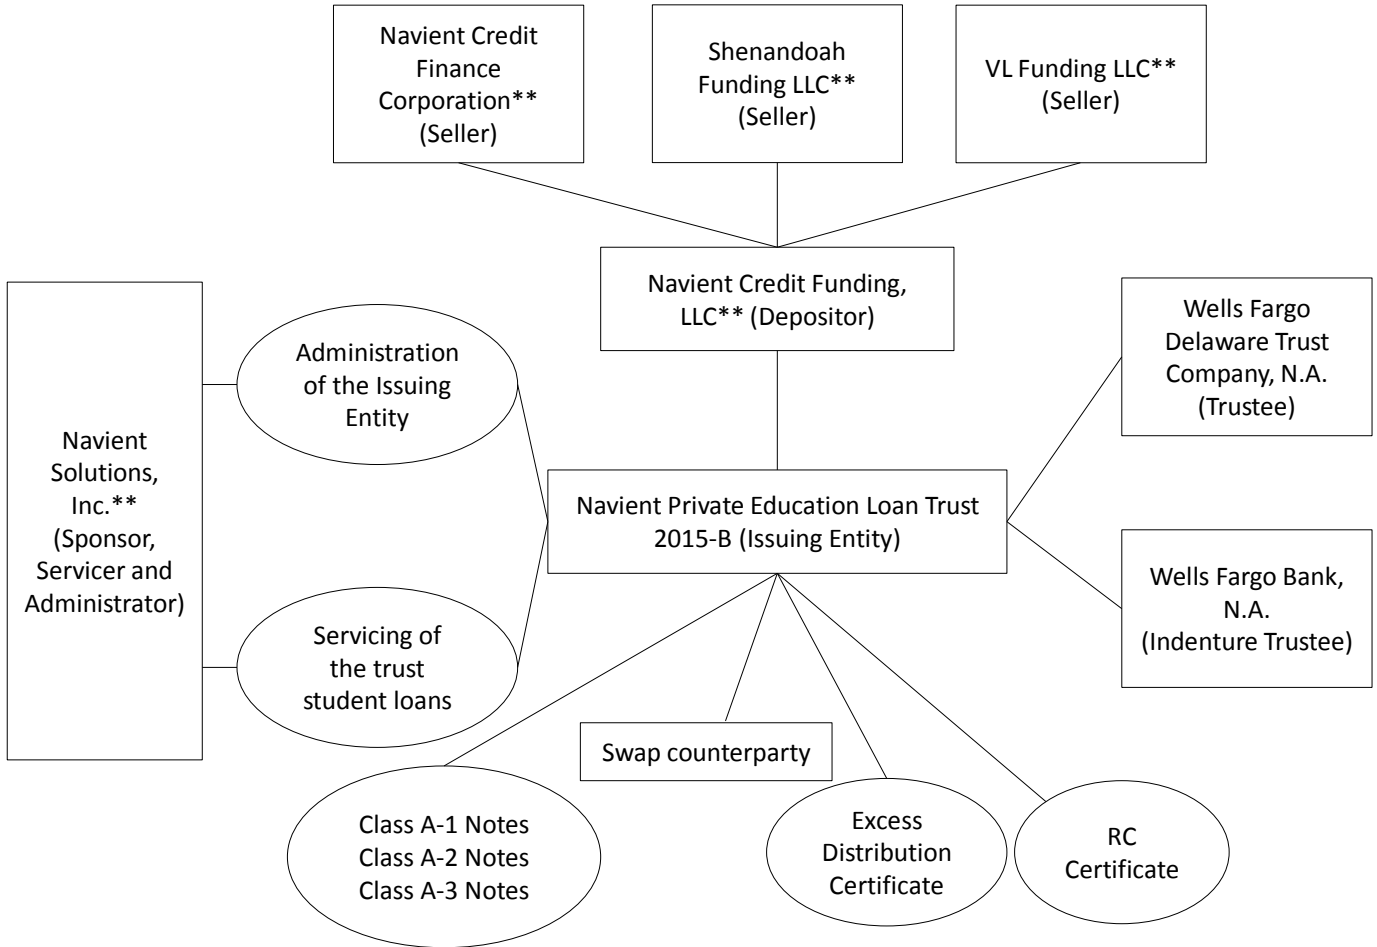 Navient Credit
Finance
Corporation**
(Seller)
Shenandoah
Funding LLC**
(Seller)
VL Funding LLC**
(Seller)
Navient Credit Funding,
LLC** (Depositor)
Wells Fargo
Delaware Trust
Company, N.A.
(Trustee)
Administration
of the Issuing
Entity
Navient
Solutions,
Inc.**
(Sponsor,
Servicer and
Administrator)
Navient Private Education Loan Trust
2015-B (Issuing Entity)
Wells Fargo Bank,
N.A.
(Indenture Trustee)
Servicing of
the trust
student loans
Swap counterparty
Class A-1 Notes
Class A-2 Notes
Class A-3 Notes
Excess
Distribution
Certificate
RC
Certificate